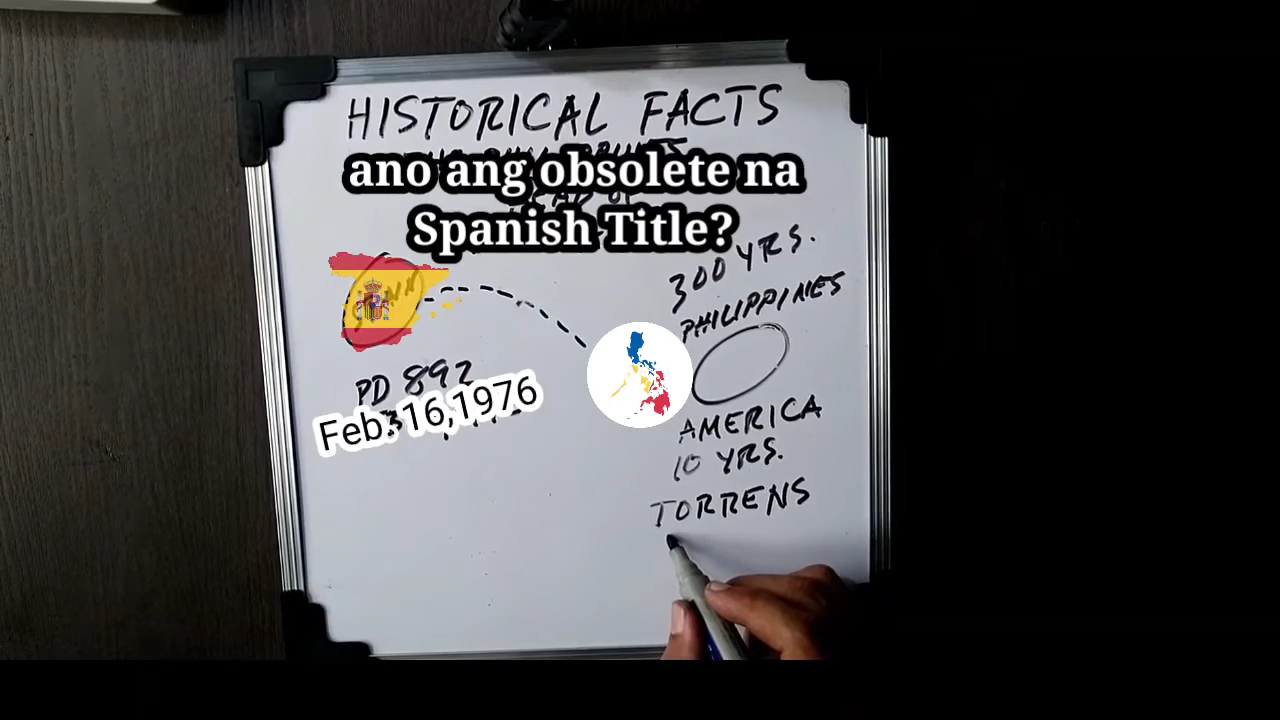 HISTORICAL FACTS
ano ang obsolete na
Spanish Title?
300 YRS.
PHILIPPINES
PD 892
Feb. 16,1976
AMERICA
10 YRS.
TORRENS